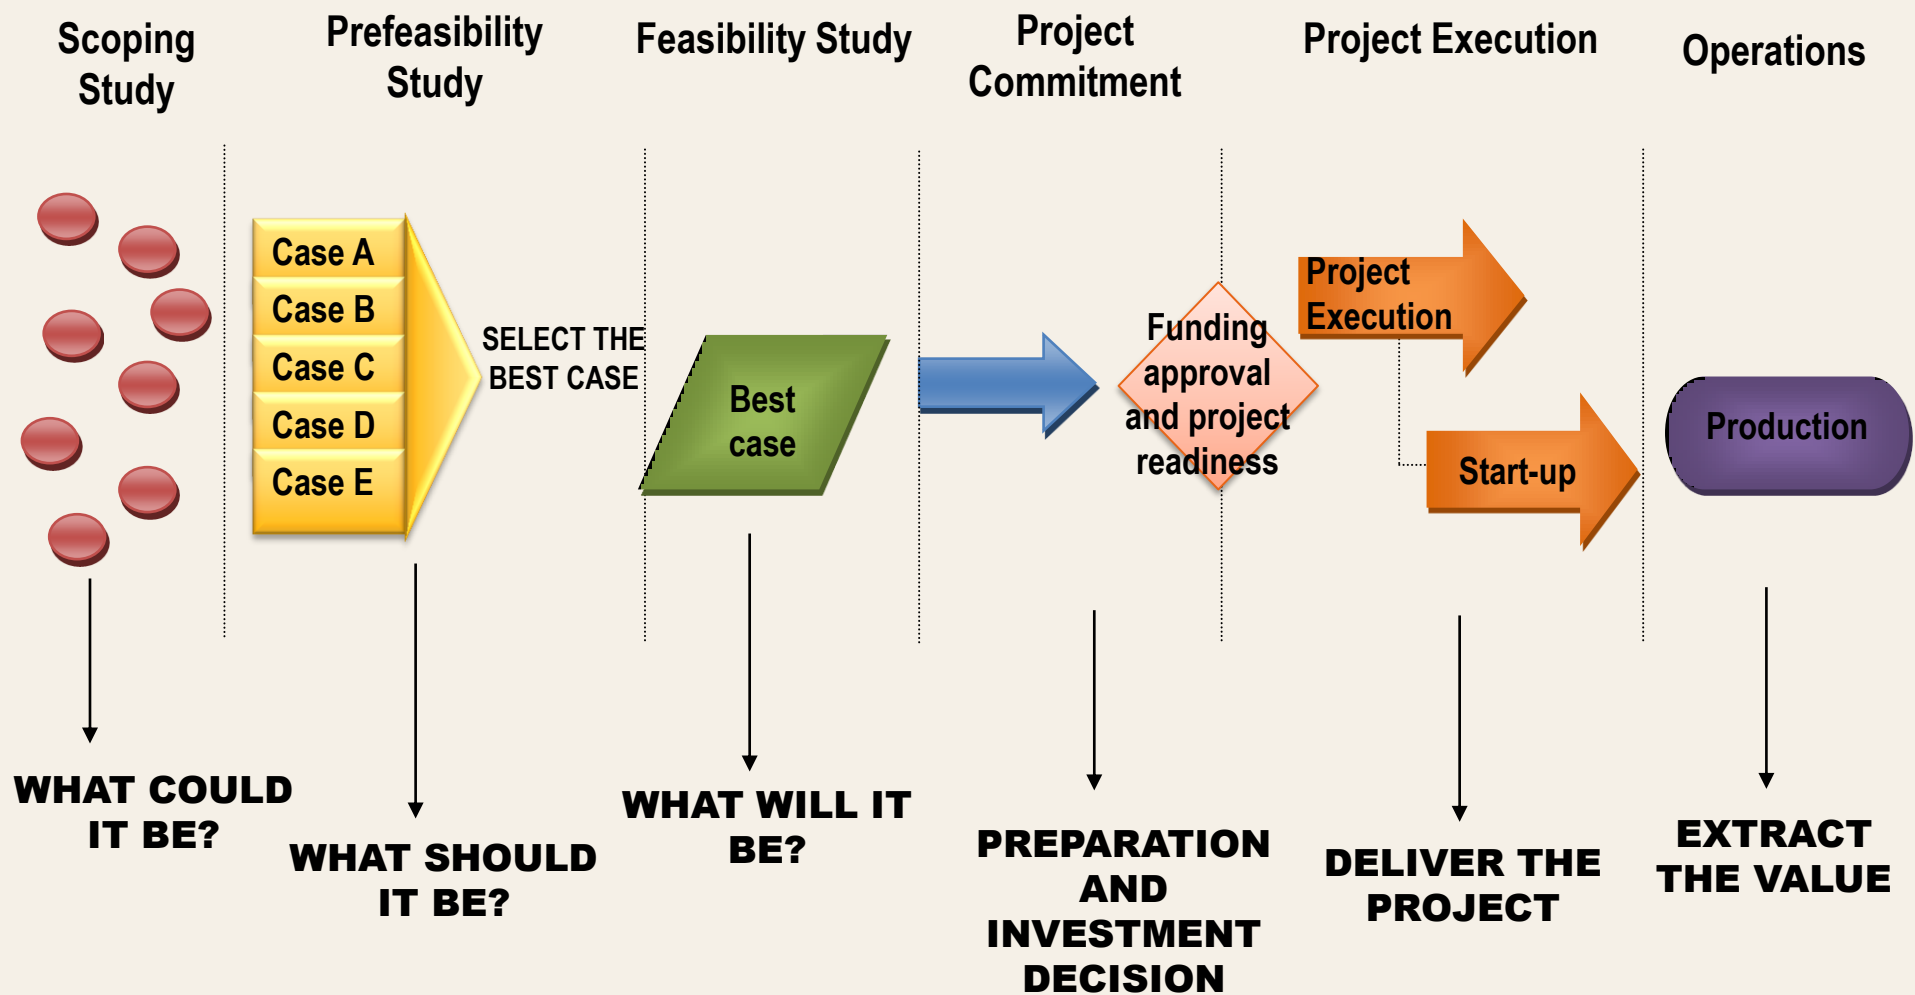 Scoping
Study
Prefeasibility
Study
Feasibility Study
Project
Commitment
Project Execution
Operations
Case A
Case B
Case C
Case D
Case E
SELECT THE
BEST CASE
Best
case
Funding
approval
and project
readiness
Project
Execution
Start-up
Production
WHAT COULD
IT BE?
WHAT SHOULD
IT BE?
WHAT WILL IT
BE?
PREPARATION
AND
INVESTMENT
DECISION
DELIVER THE
PROJECT
EXTRACT
THE VALUE